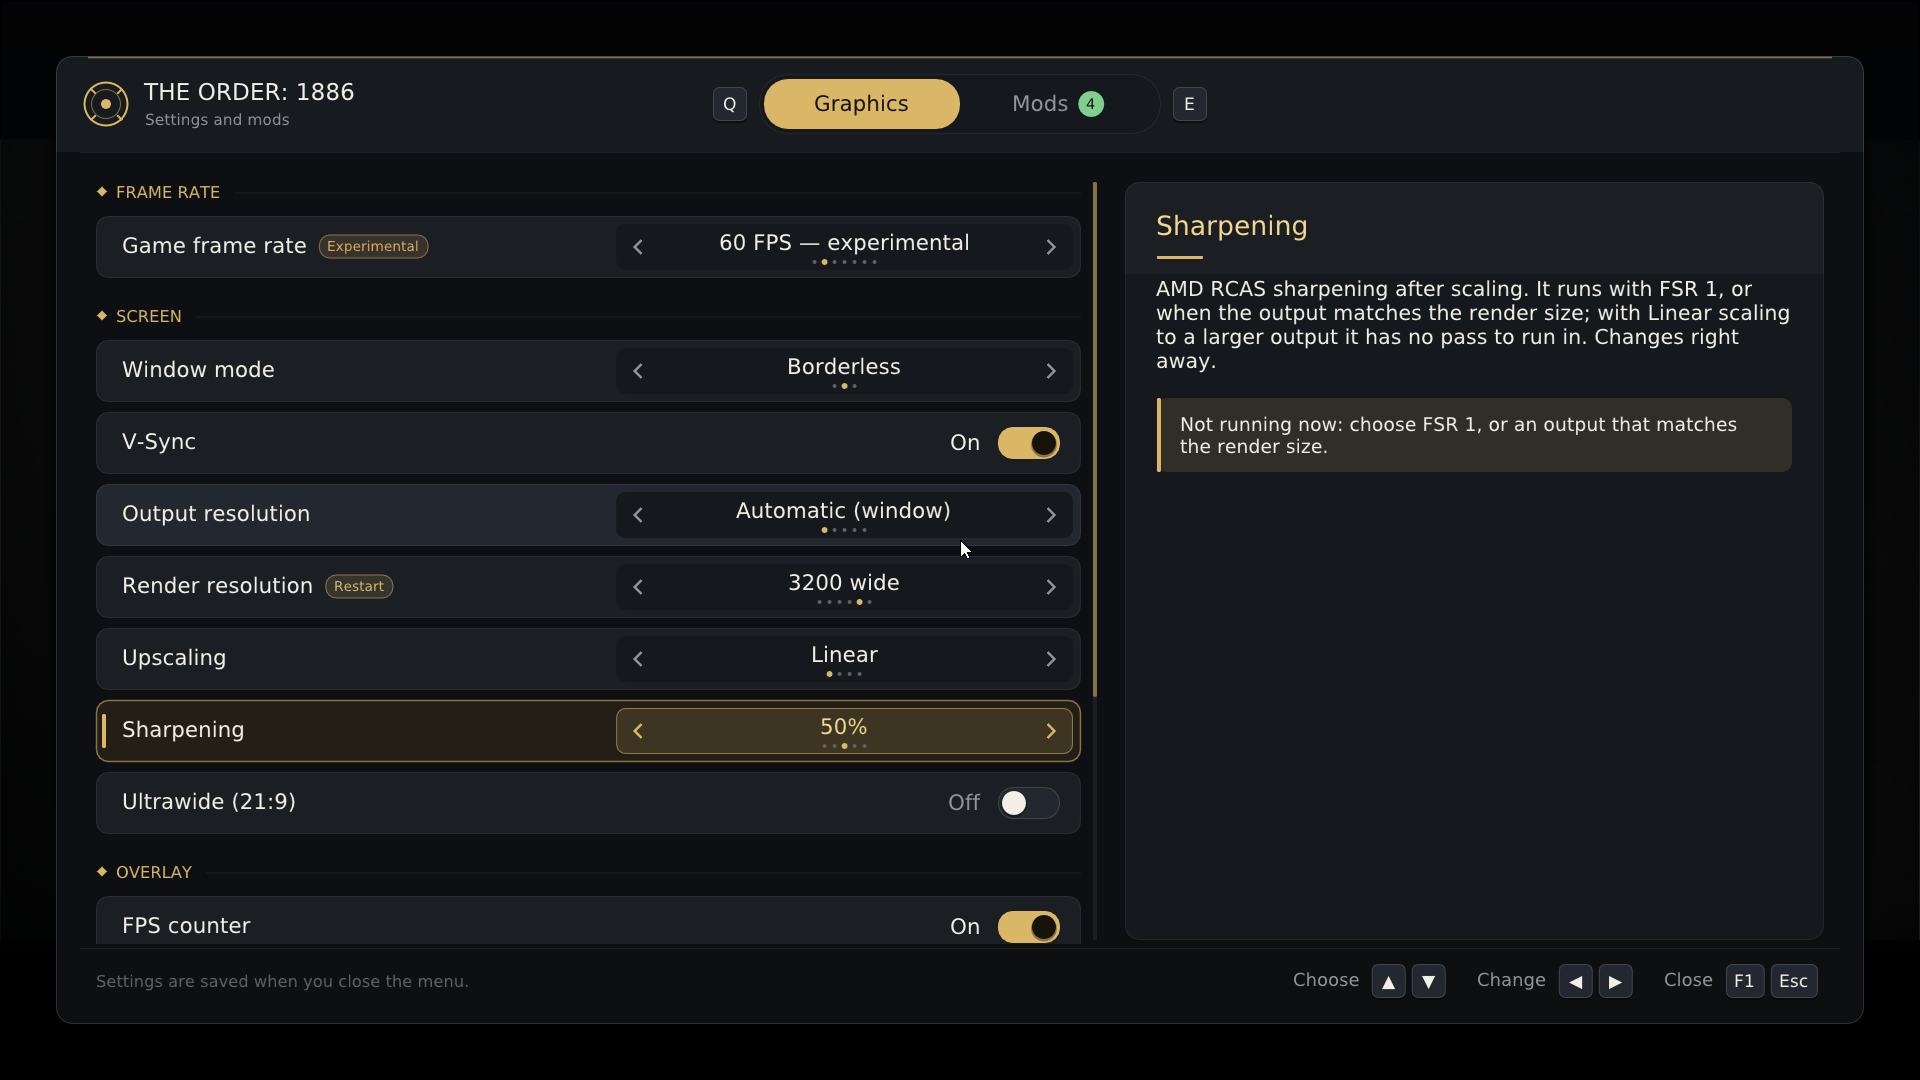 THE ORDER: 1886
Settings and mods
Q
Graphics
Mods 4
E
FRAME RATE
Game frame rate Experimental
60 FPS — experimental
SCREEN
Window mode
Borderless
V-Sync
On
Output resolution
Automatic (window)
Render resolution Restart
3200 wide
Upscaling
Linear
Sharpening
50%
Ultrawide (21:9)
Off
OVERLAY
FPS counter
On
Sharpening
AMD RCAS sharpening after scaling. It runs with FSR 1, or
when the output matches the render size; with Linear scaling
to a larger output it has no pass to run in. Changes right
away.
Not running now: choose FSR 1, or an output that matches
the render size.
Settings are saved when you close the menu.
Choose ▲ ▼ Change ◀ ▶ Close F1 Esc